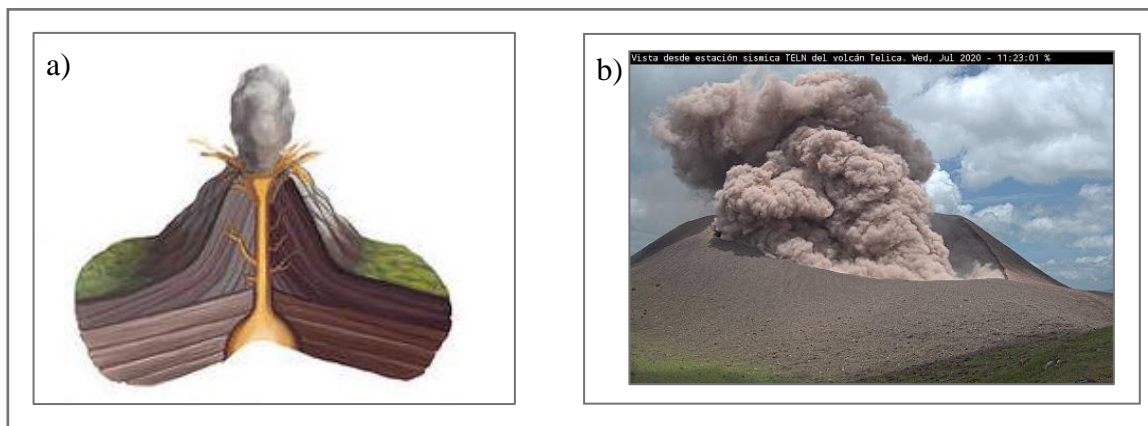 a)
b)
Vista desde estación sísmica TELN del volcán Telica. Wed, Jul 2020 - 11:23:01 %